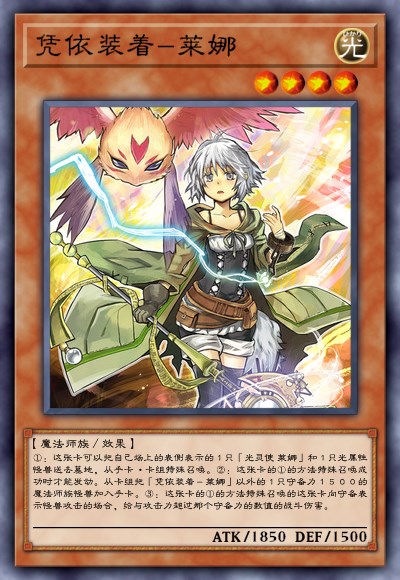 凭依装着-莱娜
ひかり
光
【魔法师族／效果】
①：这张卡可以把自己场上的表侧表示的1只「光灵使 莱娜」和1只光属性
怪兽送去墓地，从手卡·卡组特殊召唤。②：这张卡的①的方法特殊召唤成
功时才能发动。从卡组把「凭依装着-莱娜」以外的1只守备力1500的
魔法师族怪兽加入手卡。③：这张卡的①的方法特殊召唤的这张卡向守备表
示怪兽攻击的场合，给与攻击力超过那个守备力的数值的战斗伤害。
ATK/1850 DEF/1500